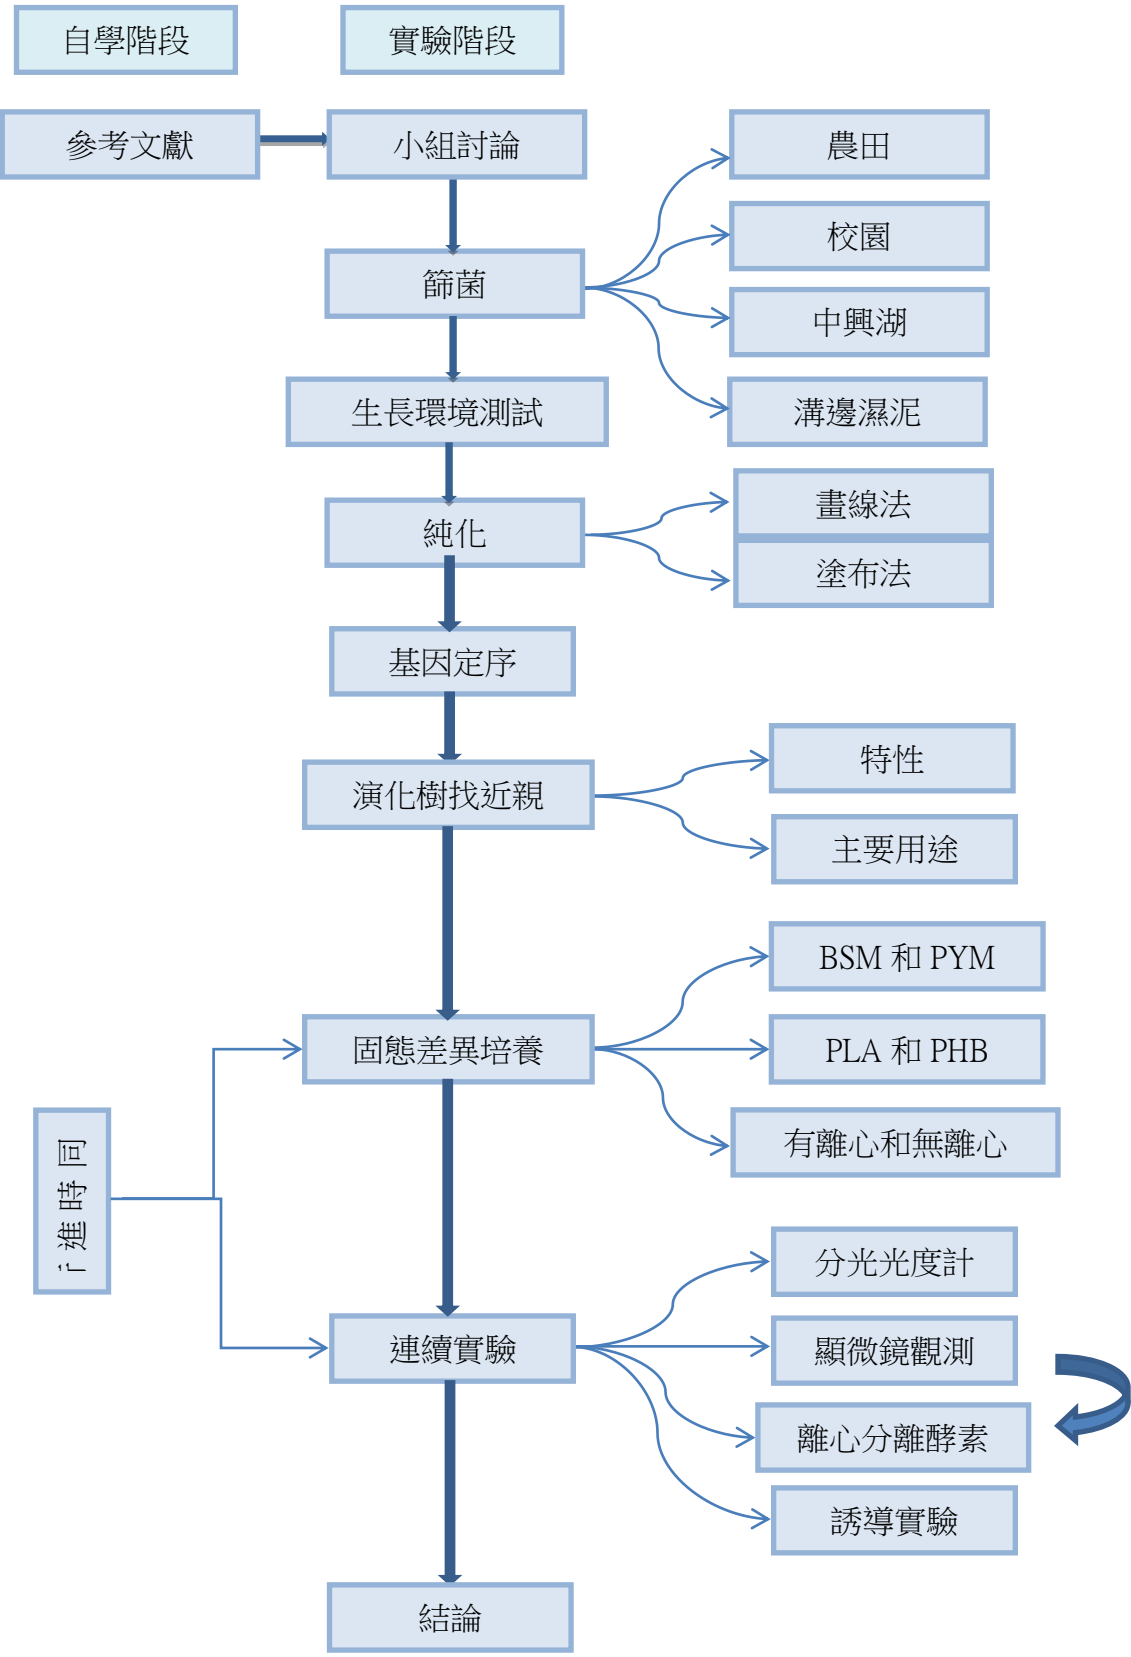 自學階段
實驗階段
參考文獻
小組討論
農田
校園
篩菌
中興湖
生長環境測試
溝邊濕泥
畫線法
純化
塗布法
基因定序
特性
演化樹找近親
主要用途
BSM 和 PYM
固態差異培養
PLA 和 PHB
有離心和無離心
同時進
分光光度計
連續實驗
顯微鏡觀測
離心分離酵素
誘導實驗
結論